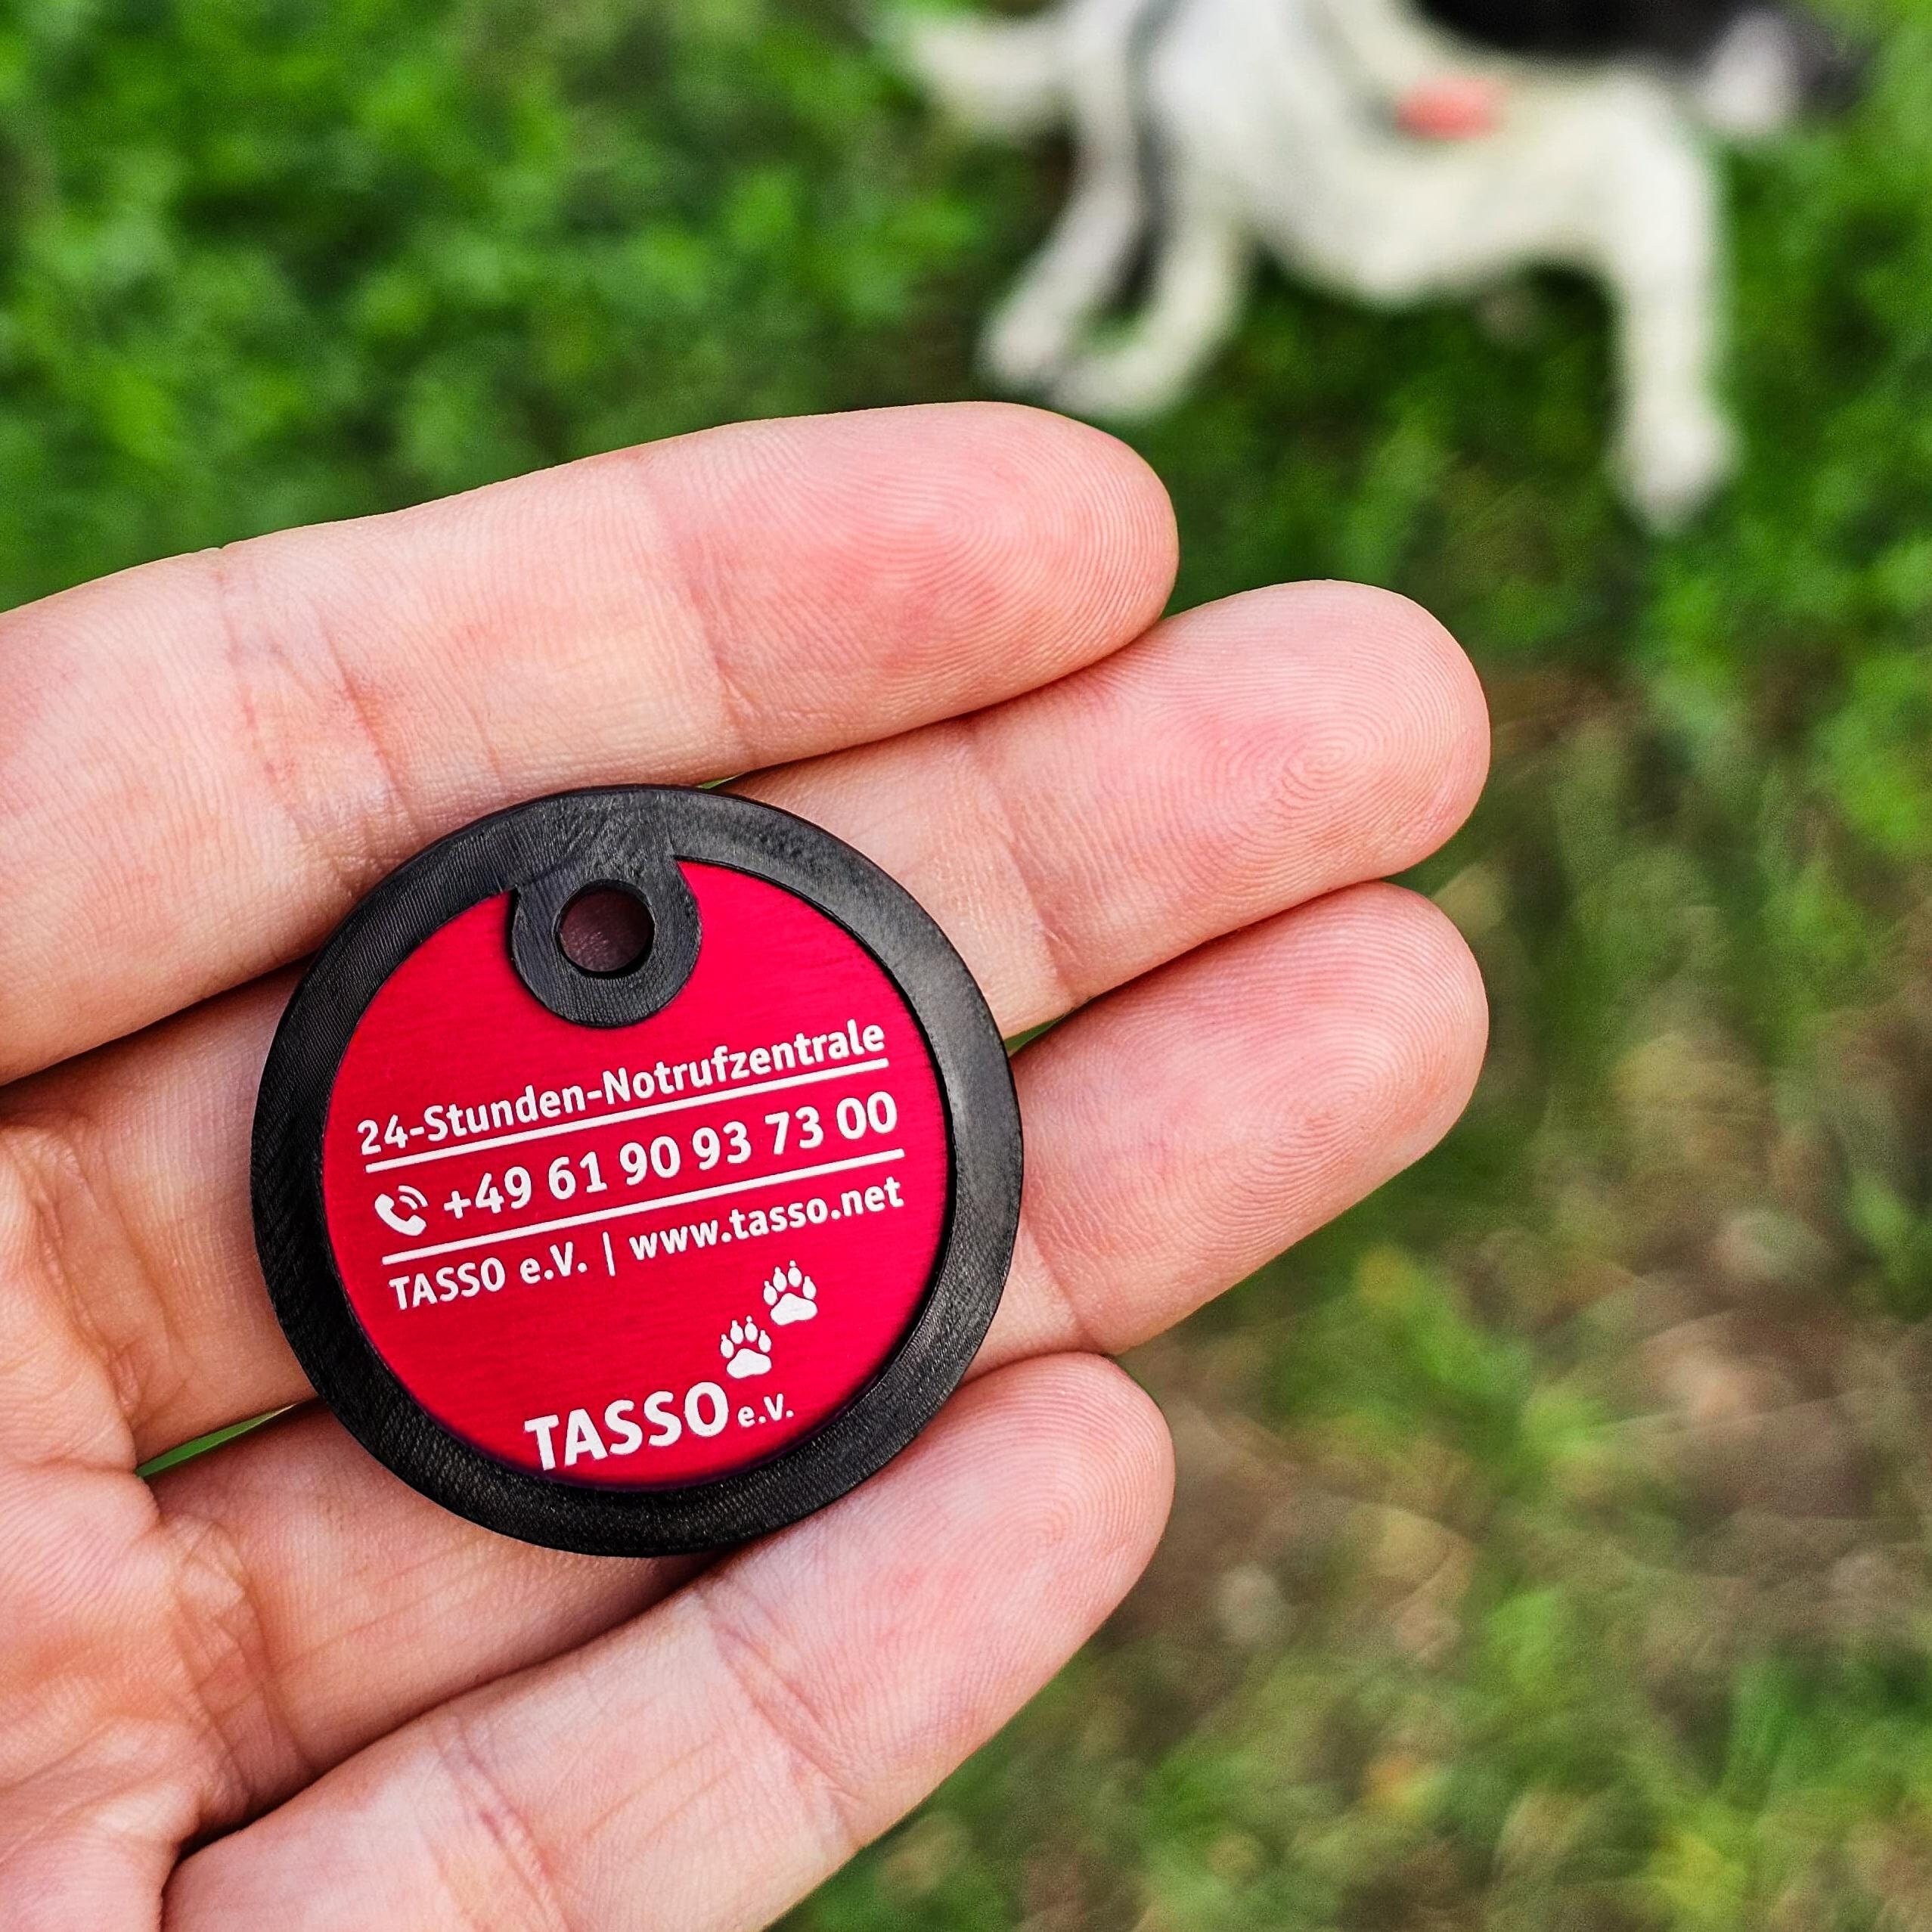 24-Stunden-Notrufzentrale
+49 61 90 93 73 00
TASSO e.V. | www.tasso.net
TASSO e.V.